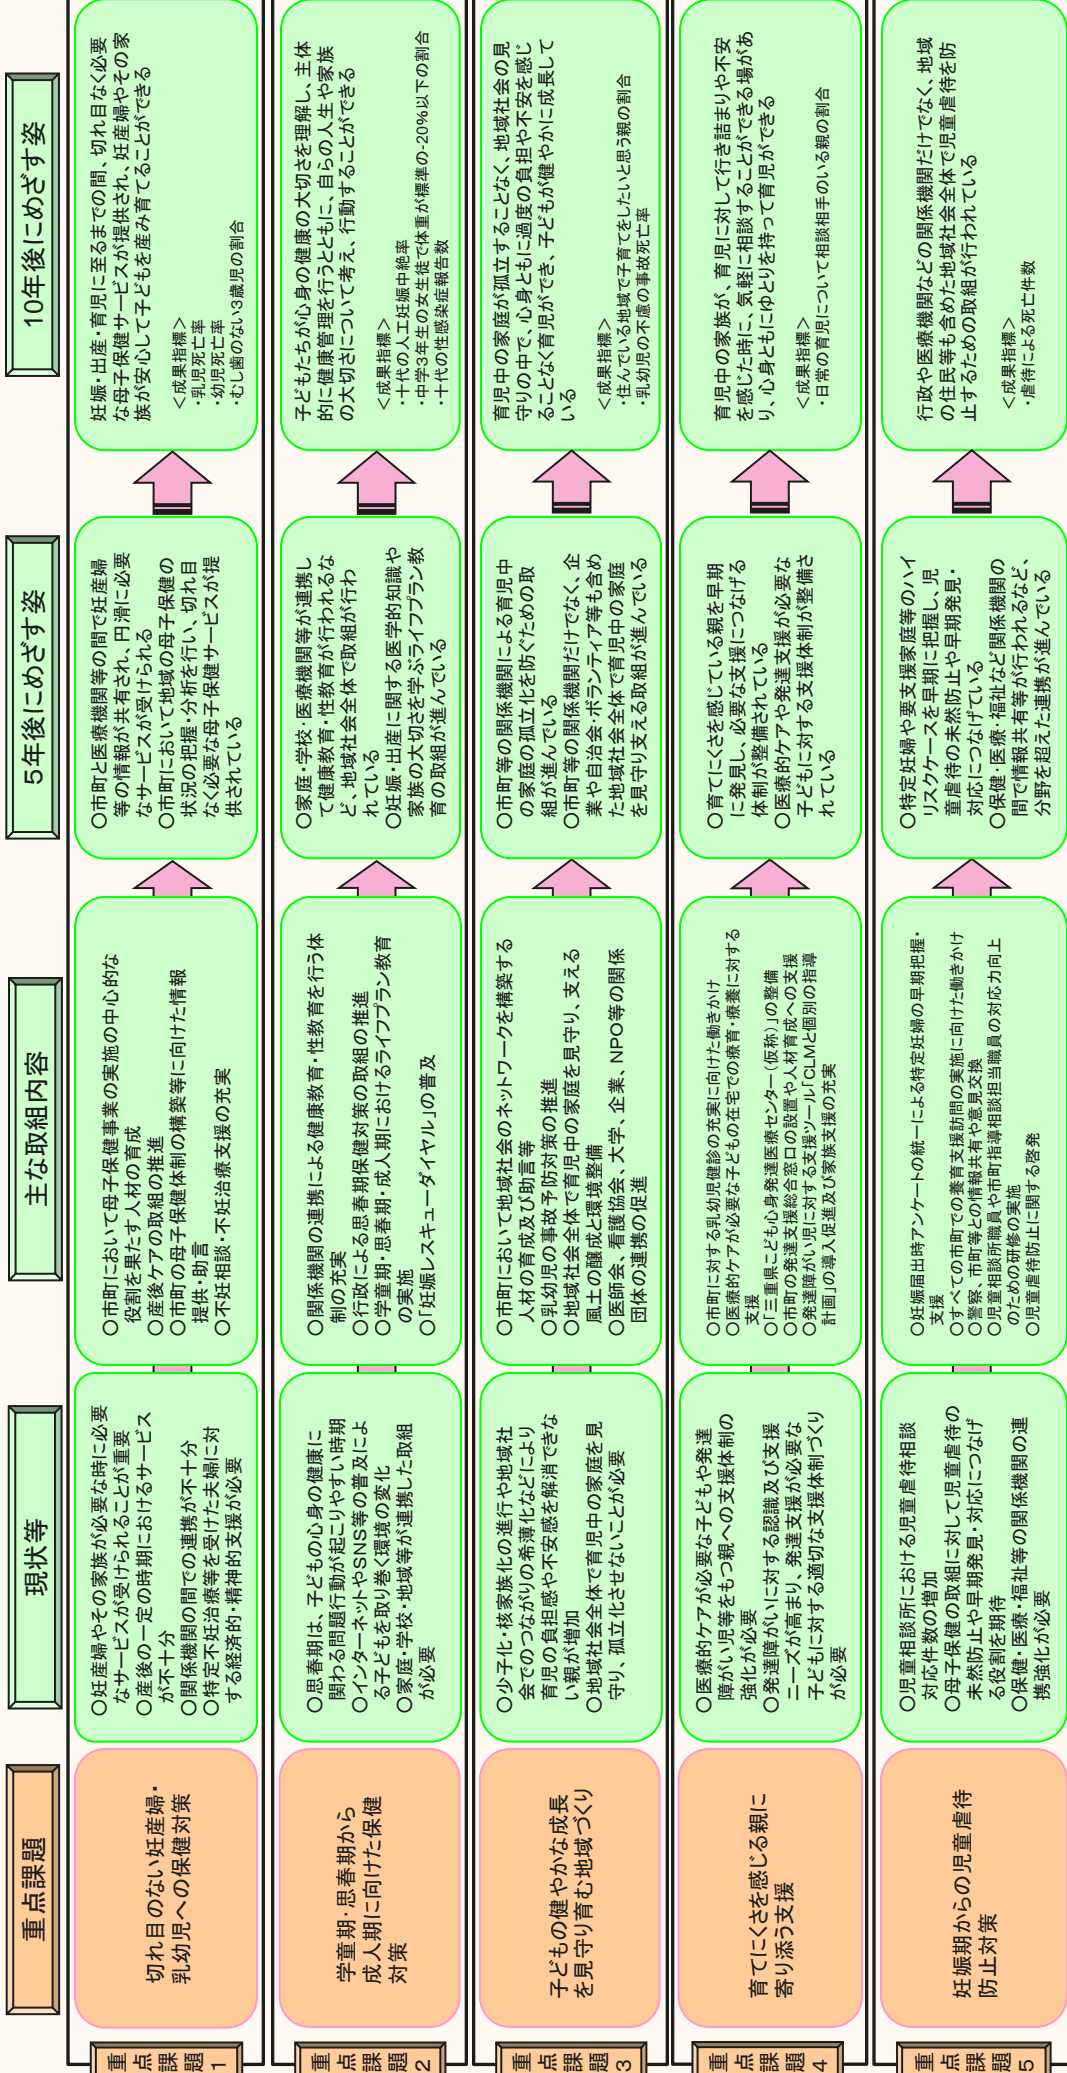 重点課題
現状等
主な取組内容
5年後にめざす姿
10年後にめざす姿
重点課題1
切れ目のない妊産婦・
乳幼児への保健対策
○妊産婦やその家族が必要な時に必要
なサービスが受けられることが重要
○産後の一定の時期におけるサービス
が不十分
○関係機関の間での連携が不十分
○特定不妊治療等を受けた夫婦に対
する経済的・精神的支援が必要
○市町において母子保健事業の実施の中心的な
役割を果たす人材の育成
○産後ケアの取組の推進
○市町の母子保健体制の構築等に向けた情報
提供・助言
○不妊相談・不妊治療支援の充実
○市町と医療機関等の間で妊産婦
等の情報が共有され、円滑に必要
なサービスが受けられる
○市町において地域の母子保健の
状況の把握・分析を行い、切れ目
なく必要な母子保健サービスが提
供されている
妊娠・出産・育児に至るまでの間、切れ目なく必要
な母子保健サービスが提供され、妊産婦やその家
族が安心して子どもを産み育てることができる
＜成果指標＞
・乳児死亡率
・幼児死亡率
・むし歯のない3歳児の割合
重点課題2
学童期・思春期から
成人期に向けた保健
対策
○思春期は、子どもの心身の健康に
関わる問題行動が起こりやすい時期
○インターネットやSNS等の普及によ
る子どもを取り巻く環境の変化
○家庭・学校・地域等が連携した取組
が必要
○関係機関の連携による健康教育・性教育を行う体
制の充実
○行政による思春期保健対策の取組の推進
○学童期・思春期・成人期におけるライフプラン教育
の実施
○「妊娠レスキューダイヤル」の普及
○家庭・学校・医療機関等が連携し
て健康教育・性教育が行われるな
ど、地域社会全体で取組が行わ
れている
○妊娠・出産に関する医学的知識や
家族の大切さを学ぶライフプラン教
育の取組が進んでいる
子どもたちが心身の健康の大切さを理解し、主体
的に健康管理を行うとともに、自らの人生や家族
の大切さについて考え、行動することができる
＜成果指標＞
・十代の人工妊娠中絶率
・中学3年生の女生徒で体重が標準の-20%以下の割合
・十代の性感染症報告数
重点課題3
子どもの健やかな成長
を見守り育む地域づくり
○少子化・核家族化の進行や地域社
会でのつながりの希薄化などにより
育児の負担感や不安感を解消できな
い親が増加
○地域社会全体で育児中の家庭を見
守り、孤立化させないことが必要
○市町において地域社会のネットワークを構築する
人材の育成及び助言等
○乳幼児の事故予防対策の推進
○地域社会全体で育児中の家庭を見守り、支える
風土の醸成と環境整備
○医師会、看護協会、大学、企業、NPO等の関係
団体の連携の促進
○市町等の関係機関による育児中
の家庭の孤立化を防ぐための取
組が進んでいる
○市町等の関係機関だけでなく、企
業や自治会・ボランティア等も含め
た地域社会全体で育児中の家庭
を見守り支える取組が進んでいる
育児中の家庭が孤立することなく、地域社会の見
守りの中で、心身ともに過度の負担や不安を感じ
ることなく育児ができ、子どもが健やかに成長して
いる
＜成果指標＞
・住んでいる地域で子育てをしたいと思う親の割合
・乳幼児の不慮の事故死亡率
重点課題4
育てにくさを感じる親に
寄り添う支援
○医療的ケアが必要な子どもや発達
障がい児等をもつ親への支援体制の
強化が必要
○発達障がいに対する認識及び支援
ニーズが高まり、発達支援が必要な
子どもに対する適切な支援体制づくり
が必要
○市町に対する乳幼児健診の充実に向けた働きかけ
○医療的ケアが必要な子どもの在宅での療育・療養に対する
支援
○「三重県こども心身発達医療センター（仮称）」の整備
○市町の発達支援総合窓口の設置や人材育成への支援
○発達障がい児に対する支援ツール「CLMと個別の指導
計画」の導入促進及び家族支援の充実
○育てにくさを感じている親を早期
に発見し、必要な支援につなげる
体制が整備されている
○医療的ケアや発達支援が必要な
子どもに対する支援体制が整備さ
れている
育児中の家族が、育児に対して行き詰まりや不安
を感じた時に、気軽に相談することができる場があ
り、心身ともにゆとりを持って育児ができる
＜成果指標＞
・日常の育児について相談相手のいる親の割合
重点課題5
妊娠期からの児童虐待
防止対策
○児童相談所における児童虐待相談
対応件数の増加
○母子保健の取組に対して児童虐待の
未然防止や早期発見・対応につなげ
る役割を期待
○保健・医療・福祉等の関係機関の連
携強化が必要
○妊娠届出時アンケートの統一による特定妊婦の早期把握・
支援
○すべての市町での養育支援訪問の実施に向けた働きかけ
○警察、市町等との情報共有や意見交換
○児童相談所職員や市町指導相談担当職員の対応力向上
のための研修の実施
○児童虐待防止に関する啓発
○特定妊婦や要支援家庭等のハイ
リスクケースを早期に把握し、児
童虐待の未然防止や早期発見・
対応につなげている
○保健・医療・福祉など関係機関の
間で情報共有等が行われるなど、
分野を超えた連携が進んでいる
行政や医療機関などの関係機関だけでなく、地域
の住民等も含めた地域社会全体で児童虐待を防
止するための取組が行われている
＜成果指標＞
・虐待による死亡件数